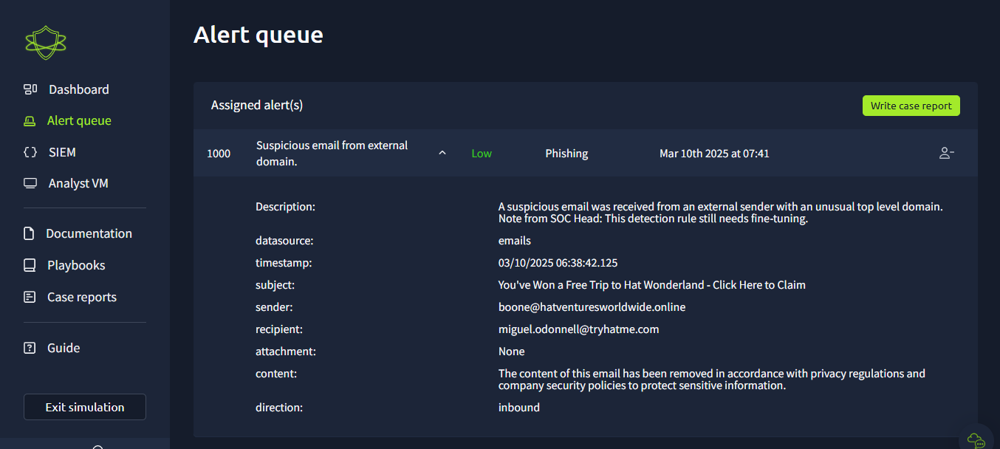 Alert queue
Dashboard
Alert queue
SIEM
Analyst VM
Documentation
Playbooks
Case reports
Guide
Exit simulation
Assigned alert(s)
Write case report
1000
Suspicious email from external
domain.
Low
Phishing
Mar 10th 2025 at 07:41
Description:
A suspicious email was received from an external sender with an unusual top level domain.
Note from SOC Head: This detection rule still needs fine-tuning.
datasource:
emails
timestamp:
03/10/2025 06:38:42.125
subject:
You've Won a Free Trip to Hat Wonderland - Click Here to Claim
sender:
boone@hatventuresworldwide.online
recipient:
miguel.odonnell@tryhatme.com
attachment:
None
content:
The content of this email has been removed in accordance with privacy regulations and
company security policies to protect sensitive information.
direction:
inbound